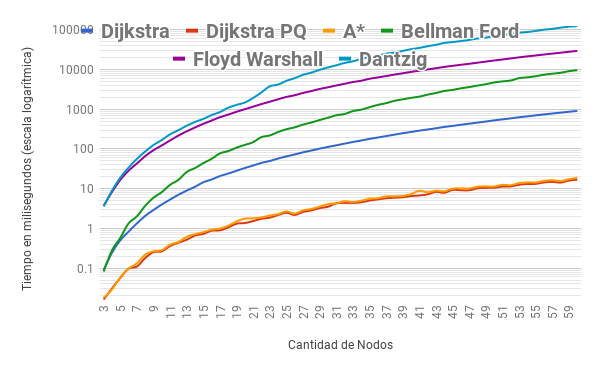 Dijkstra Dijkstra PQ A* Bellman Ford
Floyd Warshall Dantzig
Tiempo en milisegundos (escala logarítmica)
100000
10000
1000
100
10
1
0.1
3 5 7 9 11 13 15 17 19 21 23 25 27 29 31 33 35 37 39 41 43 45 47 49 51 53 55 57 59
Cantidad de Nodos